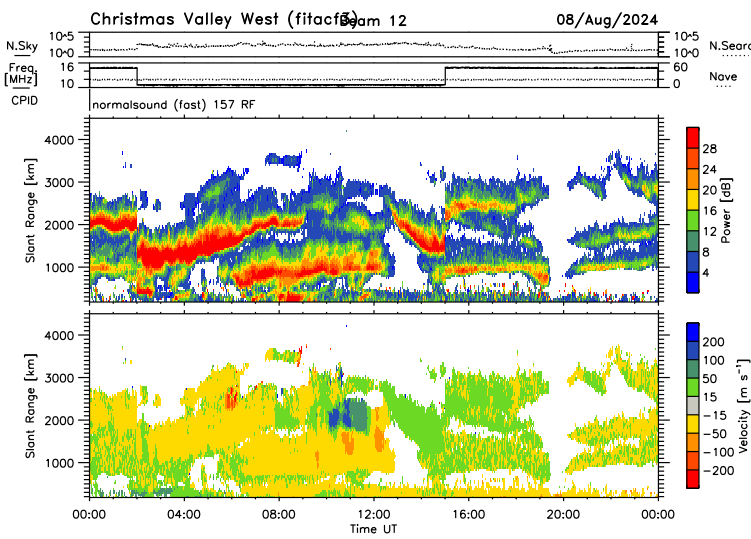 Christmas Valley West (fitacf3) Beam 12 08/Aug/2024
N.Sky 10^5 10^0 10^5 10^0 N.Searc
Freq [MHz] 16 10 60 0 Nave
CPID normalsound (fast) 157 RF
Slant Range [km] 4000 3000 2000 1000
Power [dB] 28 24 20 16 12 8 4
Slant Range [km] 4000 3000 2000 1000
Velocity [m s⁻¹] 200 100 50 15 −15 −50 −100 −200
00:00 04:00 08:00 12:00 16:00 20:00 00:00
Time UT